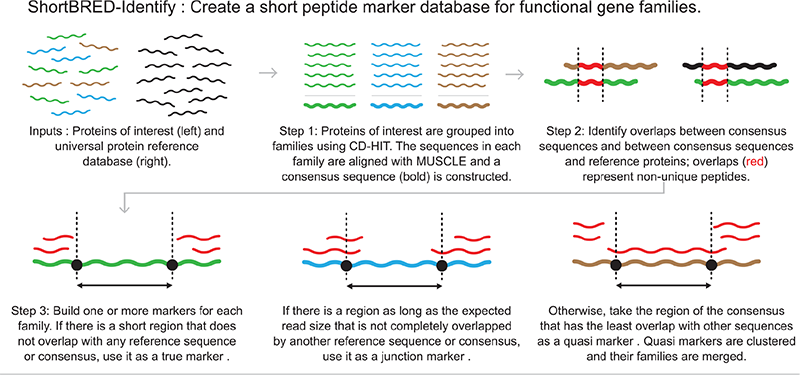 ShortBRED-Identify : Create a short peptide marker database for functional gene families.
Inputs : Proteins of interest (left) and
universal protein reference
database (right).
Step 1: Proteins of interest are grouped into
families using CD-HIT. The sequences in each
family are aligned with MUSCLE and a
consensus sequence (bold) is constructed.
Step 2: Identify overlaps between consensus
sequences and between consensus sequences
and reference proteins; overlaps (red)
represent non-unique peptides.
Step 3: Build one or more markers for each
family. If there is a short region that does
not overlap with any reference sequence
or consensus, use it as a true marker .
If there is a region as long as the expected
read size that is not completely overlapped
by another reference sequence or consensus,
use it as a junction marker .
Otherwise, take the region of the consensus
that has the least overlap with other sequences
as a quasi marker . Quasi markers are clustered
and their families are merged.